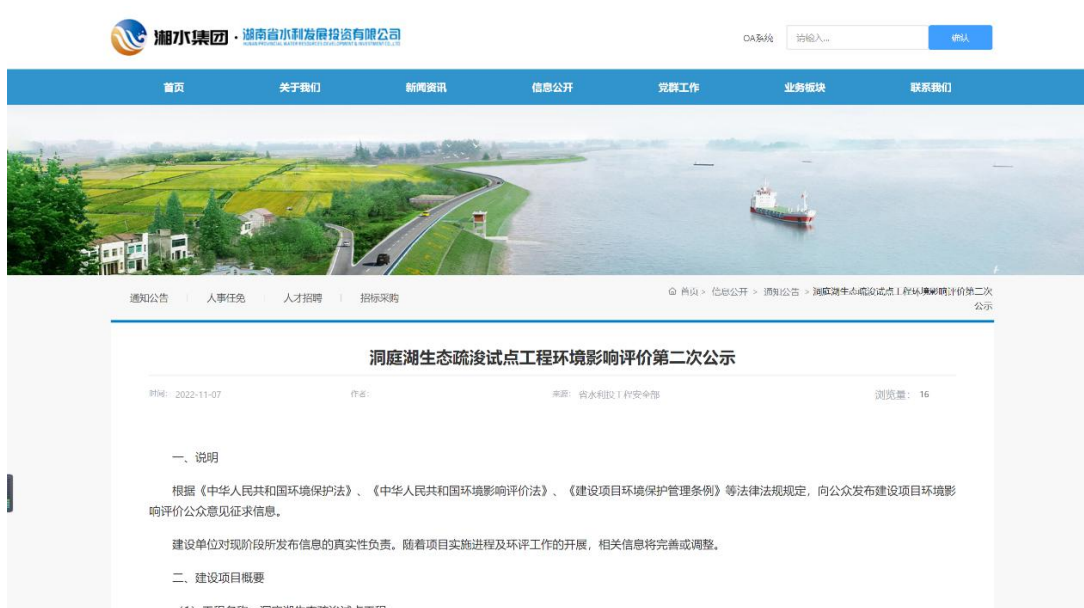 湘水集团 · 湖南省水利发展投资有限公司
OA系统 请输入... 确认
首页 关于我们 新闻资讯 信息公开 党群工作 业务板块 联系我们
通知公告 人事任免 人才招聘 招标采购
首页 > 信息公开 > 通知公告 > 洞庭湖生态疏浚试点工程环境影响评价第二次
公示
洞庭湖生态疏浚试点工程环境影响评价第二次公示
时间: 2022-11-07 作者: 来源: 省水利投工程安全部 浏览量: 16
一、说明
根据《中华人民共和国环境保护法》、《中华人民共和国环境影响评价法》、《建设项目环境保护管理条例》等法律法规规定，向公众发布建设项目环境影
响评价公众意见征求信息。
建设单位对现阶段所发布信息的真实性负责。随着项目实施进程及环评工作的开展，相关信息将完善或调整。
二、建设项目概要